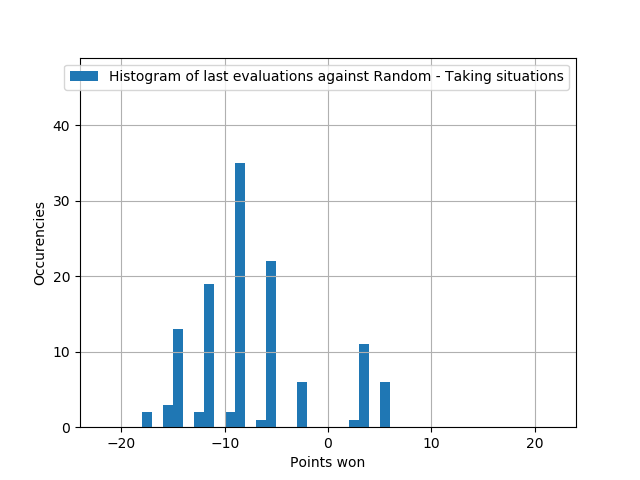 Histogram of last evaluations against Random - Taking situations
40
30
20
10
0
Occurencies
−20 −10 0 10 20
Points won